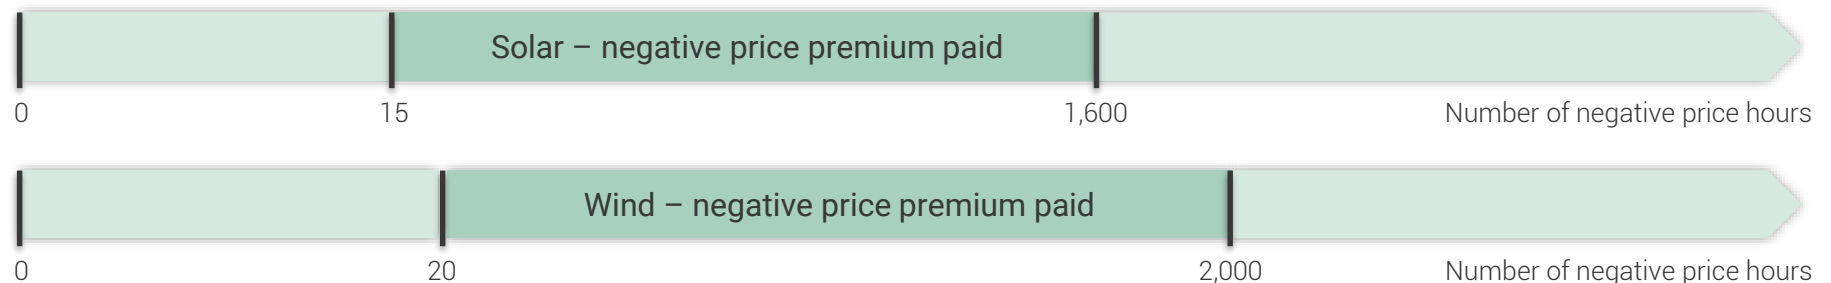 Solar – negative price premium paid
0 15 1,600 Number of negative price hours
Wind – negative price premium paid
0 20 2,000 Number of negative price hours